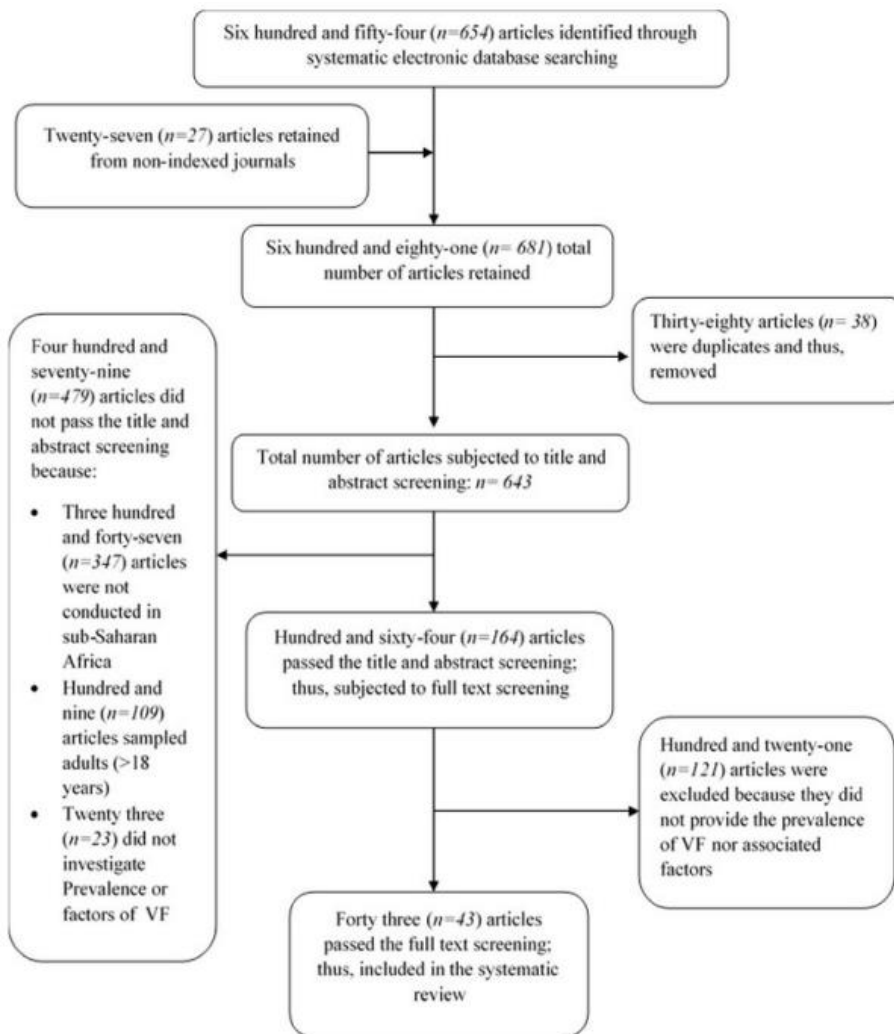 Six hundred and fifty-four (n=654) articles identified through
systematic electronic database searching
Twenty-seven (n=27) articles retained
from non-indexed journals
Six hundred and eighty-one (n= 681) total
number of articles retained
Thirty-eighty articles (n= 38)
were duplicates and thus,
removed
Four hundred and
seventy-nine
(n=479) articles did
not pass the title and
abstract screening
because:
• Three hundred
and forty-seven
(n=347) articles
were not
conducted in
sub-Saharan
Africa
• Hundred and
nine (n=109)
articles sampled
adults (>18
years)
• Twenty three
(n=23) did not
investigate
Prevalence or
factors of VF
Total number of articles subjected to title and
abstract screening: n= 643
Hundred and sixty-four (n=164) articles
passed the title and abstract screening;
thus, subjected to full text screening
Hundred and twenty-one
(n=121) articles were
excluded because they did
not provide the prevalence
of VF nor associated
factors
Forty three (n=43) articles
passed the full text screening;
thus, included in the systematic
review